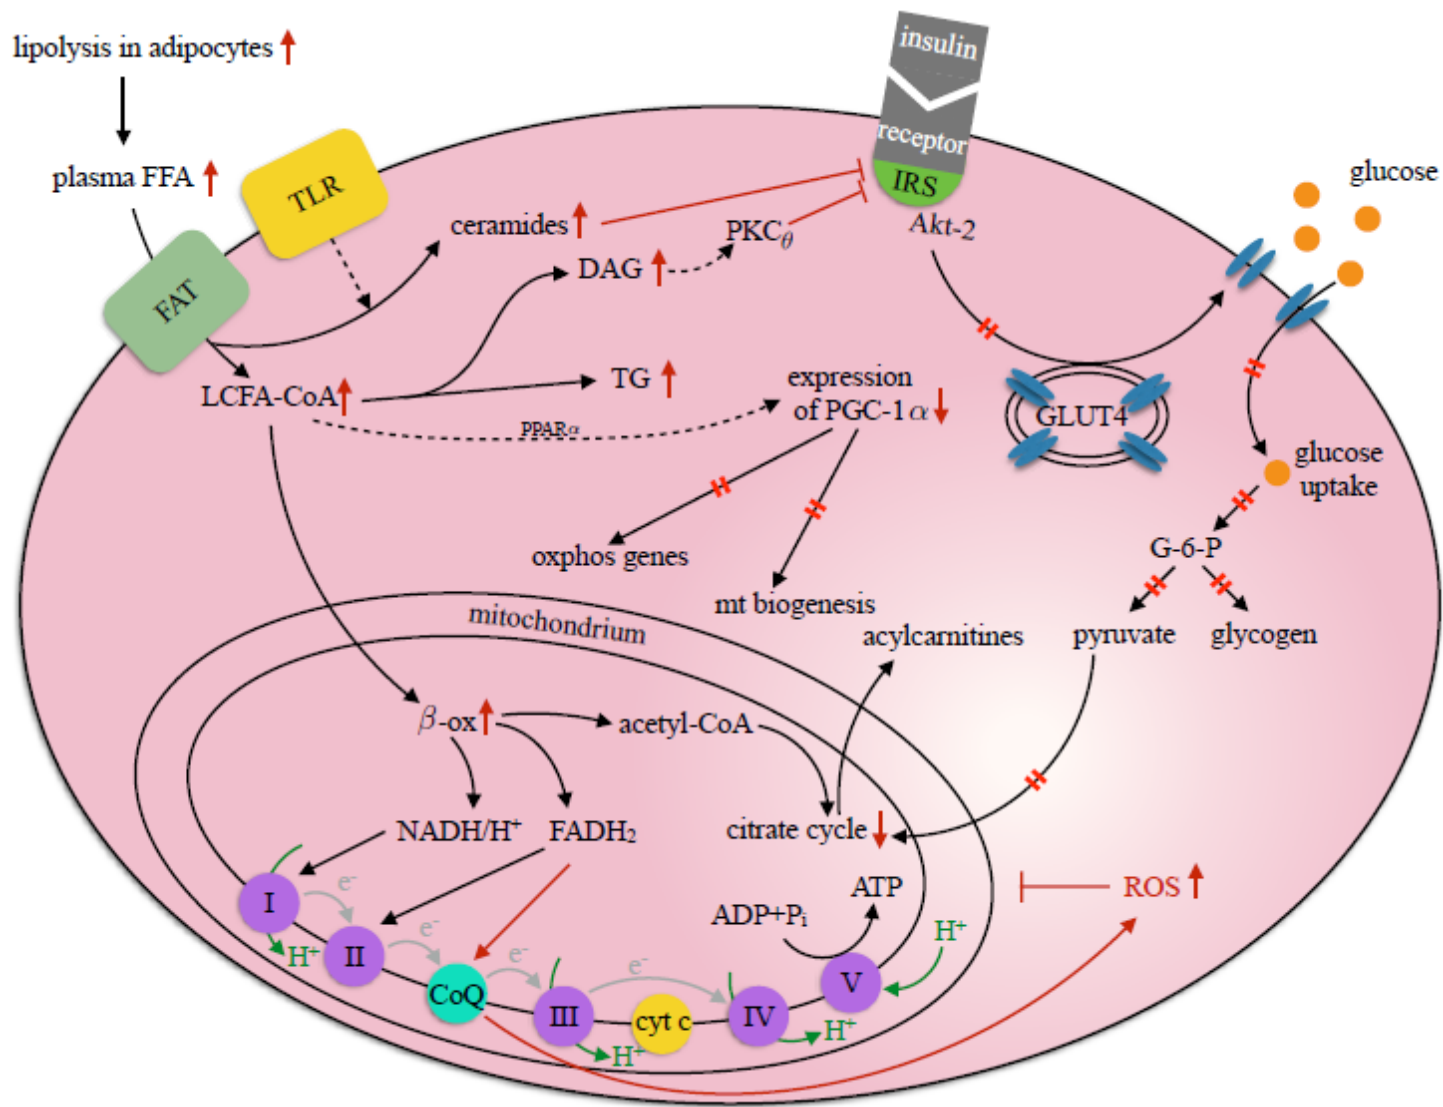 lipolysis in adipocytes
plasma FFA
TLR
FAT
insulin
receptor
IRS
Akt-2
glucose
ceramides
PKCθ
DAG
LCFA-CoA
TG
PPARα
expression
of PGC-1α
GLUT4
glucose
uptake
oxphos genes
mt biogenesis
G-6-P
pyruvate
glycogen
mitochondrium
acylcarnitines
β-ox
acetyl-CoA
NADH/H⁺
FADH₂
citrate cycle
ATP
ADP+Pᵢ
ROS
I
e⁻
H⁺
II
e⁻
CoQ
e⁻
III
H⁺
e⁻
cyt c
IV
H⁺
V
H⁺